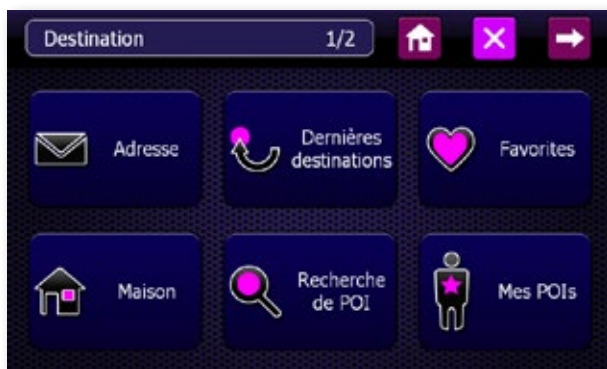 Destination 1/2
Adresse
Dernières
destinations
Favorites
Maison
Recherche
de POI
Mes POIs